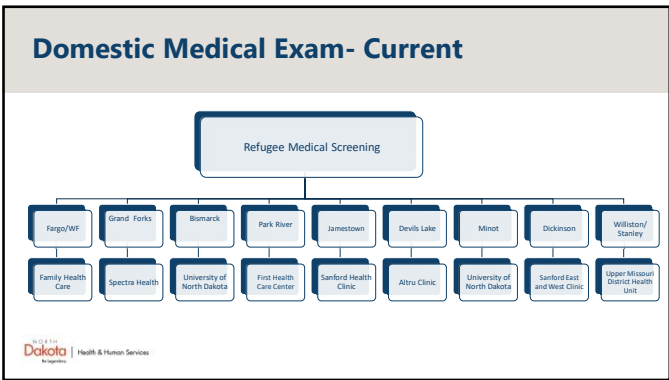 Domestic Medical Exam- Current
Refugee Medical Screening
Fargo/WF
Grand Forks
Bismarck
Park River
Jamestown
Devils Lake
Minot
Dickinson
Williston/
Stanley
Family Health
Care
Spectra Health
University of
North Dakota
First Health
Care Center
Sanford Health
Clinic
Altru Clinic
University of
North Dakota
Sanford East
and West Clinic
Upper Missouri
District Health
Unit
NORTH
Dakota | Health & Human Services
Be Legendary.